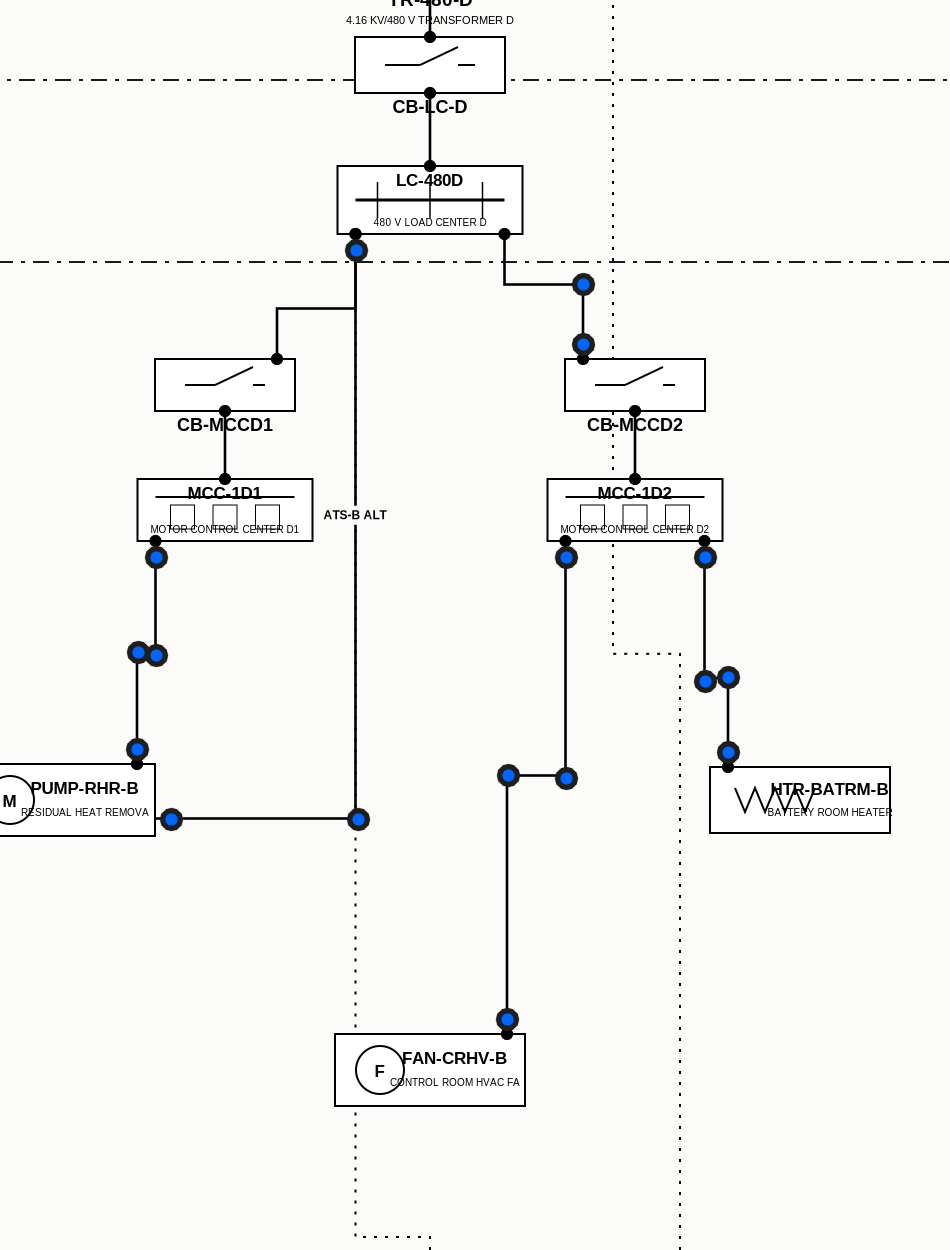 TR-480-D
4.16 KV/480 V TRANSFORMER D
CB-LC-D
LC-480D
480 V LOAD CENTER D
CB-MCCD1
CB-MCCD2
MCC-1D1
MOTOR CONTROL CENTER D1
MCC-1D2
MOTOR CONTROL CENTER D2
ATS-B ALT
M
PUMP-RHR-B
RESIDUAL HEAT REMOVA
HTR-BATRM-B
BATTERY ROOM HEATER
F
FAN-CRHV-B
CONTROL ROOM HVAC FA